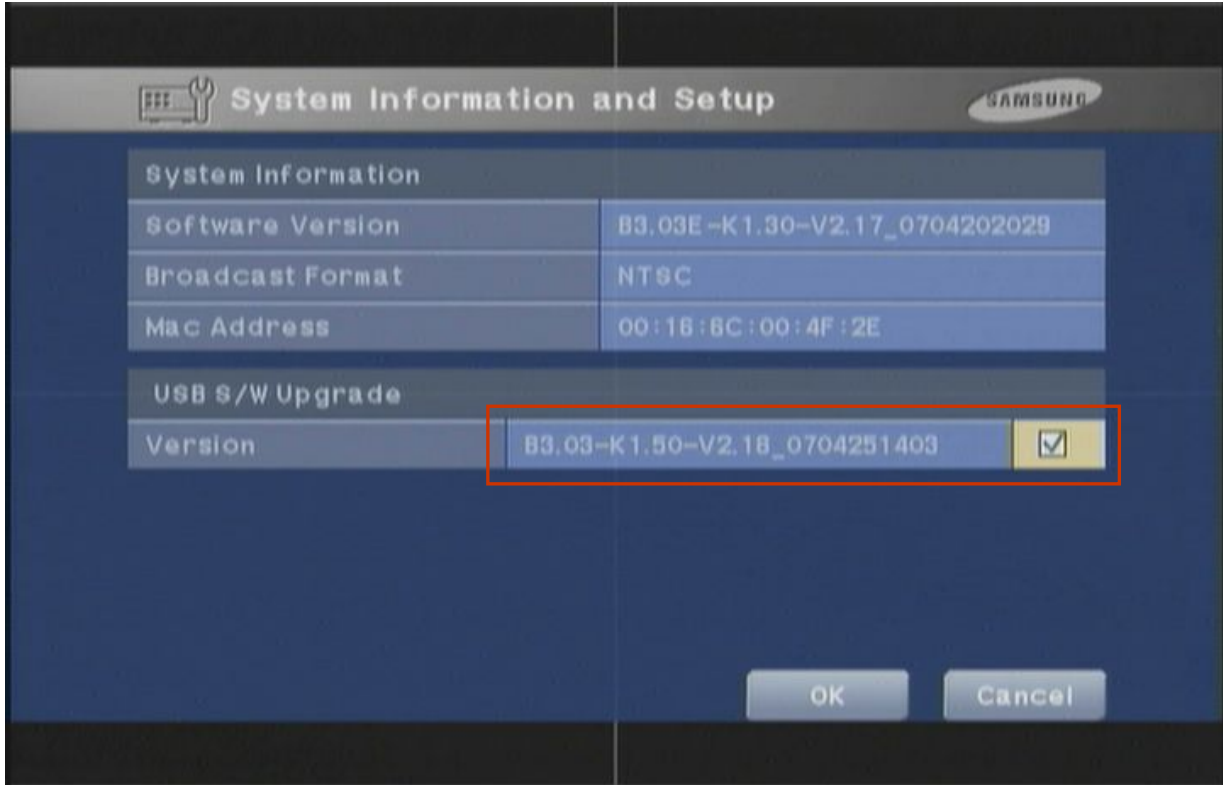 System Information and Setup
SAMSUNG
System Information
Software Version B3.03E-K1.30-V2.17_0704202029
Broadcast Format NTSC
Mac Address 00:16:6C:00:4F:2E
USB S/W Upgrade
Version B3.03-K1.50-V2.18_0704251403
OK Cancel